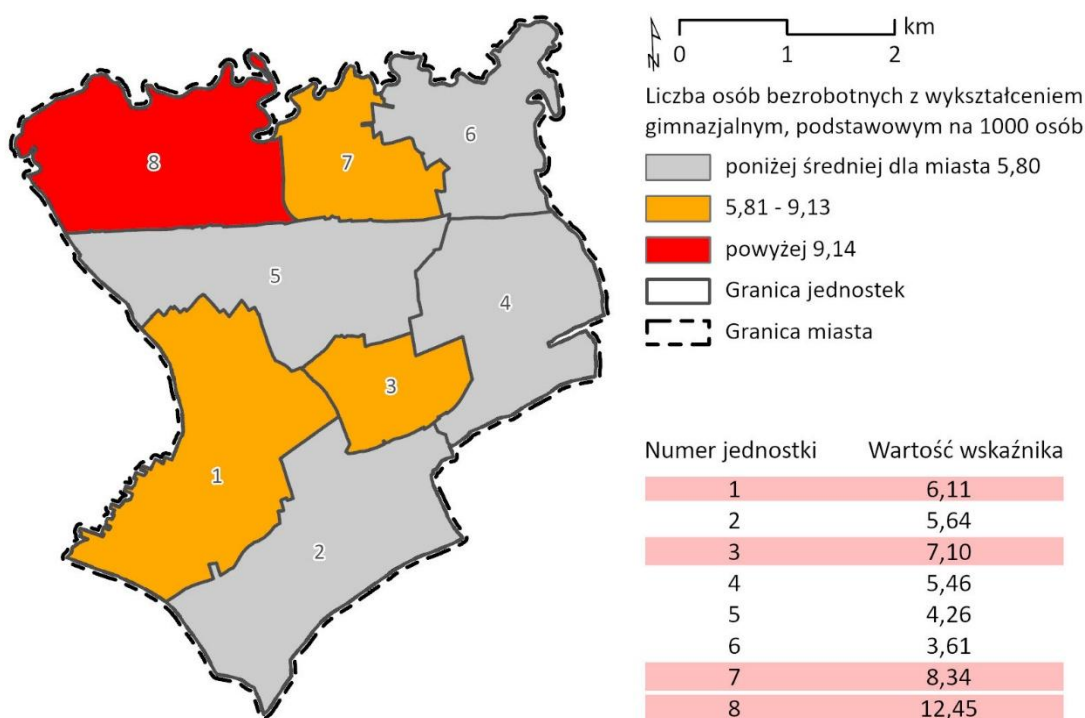 km
0 1 2
N
Liczba osób bezrobotnych z wykształceniem
gimnazjalnym, podstawowym na 1000 osób
poniżej średniej dla miasta 5,80
5,81 - 9,13
powyżej 9,14
Granica jednostek
Granica miasta
8
7
6
5
4
3
1
2
Numer jednostki Wartość wskaźnika
1 6,11
2 5,64
3 7,10
4 5,46
5 4,26
6 3,61
7 8,34
8 12,45